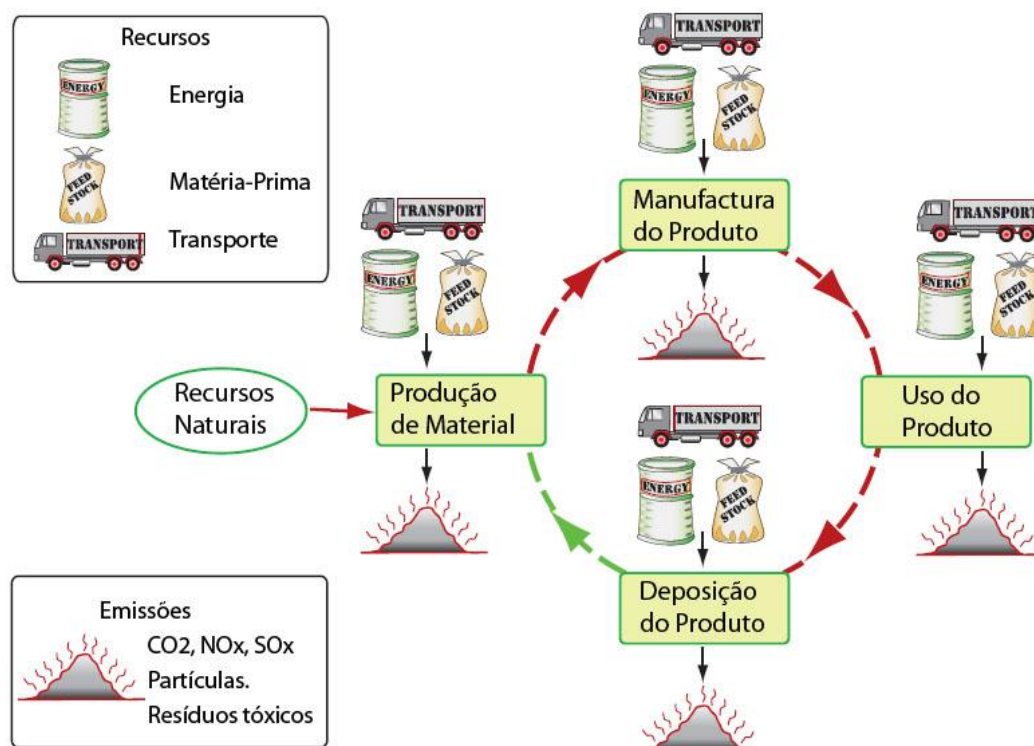 Recursos
ENERGY
Energia
FEED
STOCK
Matéria-Prima
TRANSPORT
Transporte
TRANSPORT
ENERGY
FEED
STOCK
Manufactura
do Produto
TRANSPORT
ENERGY
FEED
STOCK
TRANSPORT
ENERGY
FEED
STOCK
Recursos
Naturais
Produção
de Material
TRANSPORT
ENERGY
FEED
STOCK
Uso do
Produto
Deposição
do Produto
Emissões
CO2, NOx, SOx
Partículas.
Resíduos tóxicos